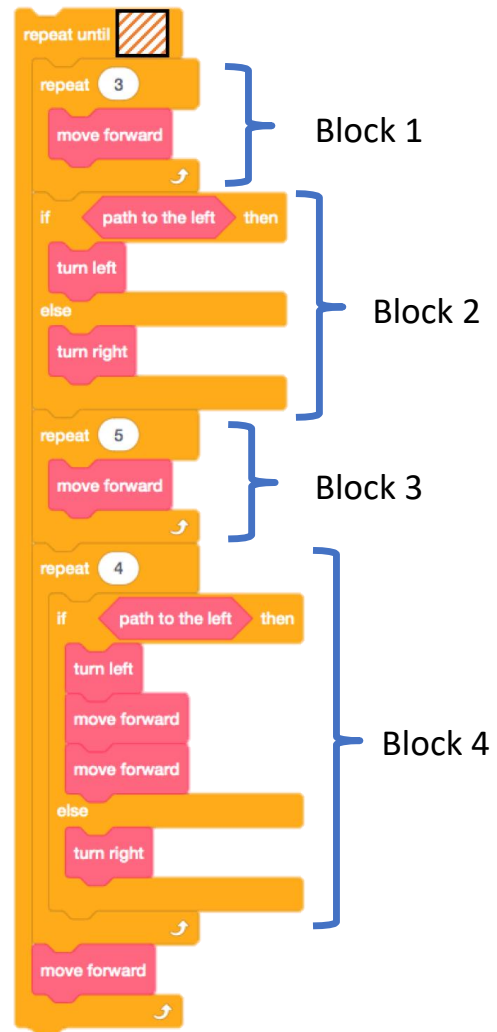 repeat until
repeat 3
move forward
Block 1
if path to the left then
turn left
else
turn right
Block 2
repeat 5
move forward
Block 3
repeat 4
if path to the left then
turn left
move forward
move forward
else
turn right
Block 4
move forward